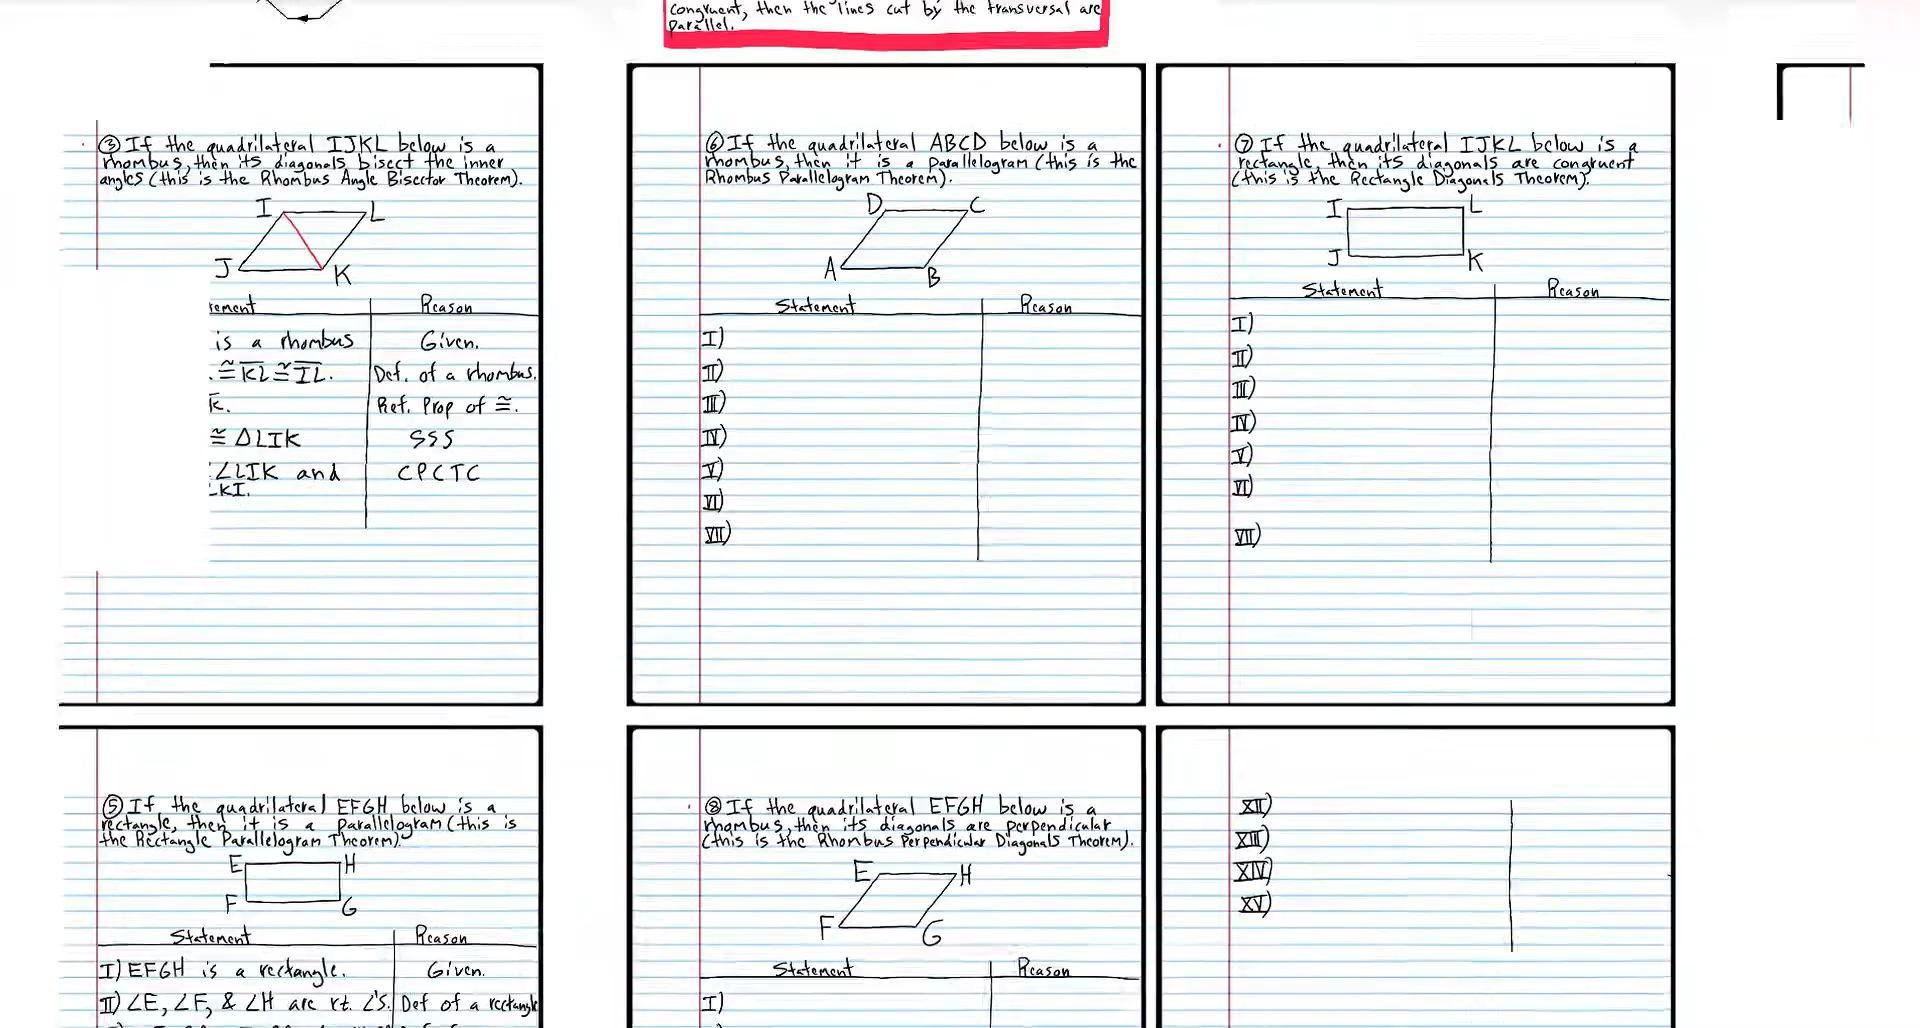 congruent, then the lines cut by the transversal are
parallel.
③ If the quadrilateral IJKL below is a
rhombus, then its diagonals bisect the inner
angles (this is the Rhombus Angle Bisector Theorem).
I L
J K
Reason
is a rhombus Given.
≅ KL ≅ IL. Def. of a rhombus.
K. Ref. Prop of ≅.
≅ ΔLIK SSS
∠LIK and CPCTC
LKI.
⑥ If the quadrilateral ABCD below is a
rhombus, then it is a parallelogram (this is the
Rhombus Parallelogram Theorem).
D C
A B
Statement Reason
I)
II)
III)
IV)
V)
VI)
VII)
⑦ If the quadrilateral IJKL below is a
rectangle, then its diagonals are congruent
(this is the Rectangle Diagonals Theorem).
I L
J K
Statement Reason
I)
II)
III)
IV)
V)
VI)
VII)
⑤ If the quadrilateral EFGH below is a
rectangle, then it is a parallelogram (this is
the Rectangle Parallelogram Theorem).
E H
F G
Statement Reason
I) EFGH is a rectangle. Given.
II) ∠E, ∠F, & ∠H are rt. ∠'s. Def of a rectangle
⑧ If the quadrilateral EFGH below is a
rhombus, then its diagonals are perpendicular
(this is the Rhombus Perpendicular Diagonals Theorem).
E H
F G
Statement Reason
I)
XII)
XIII)
XIV)
XV)